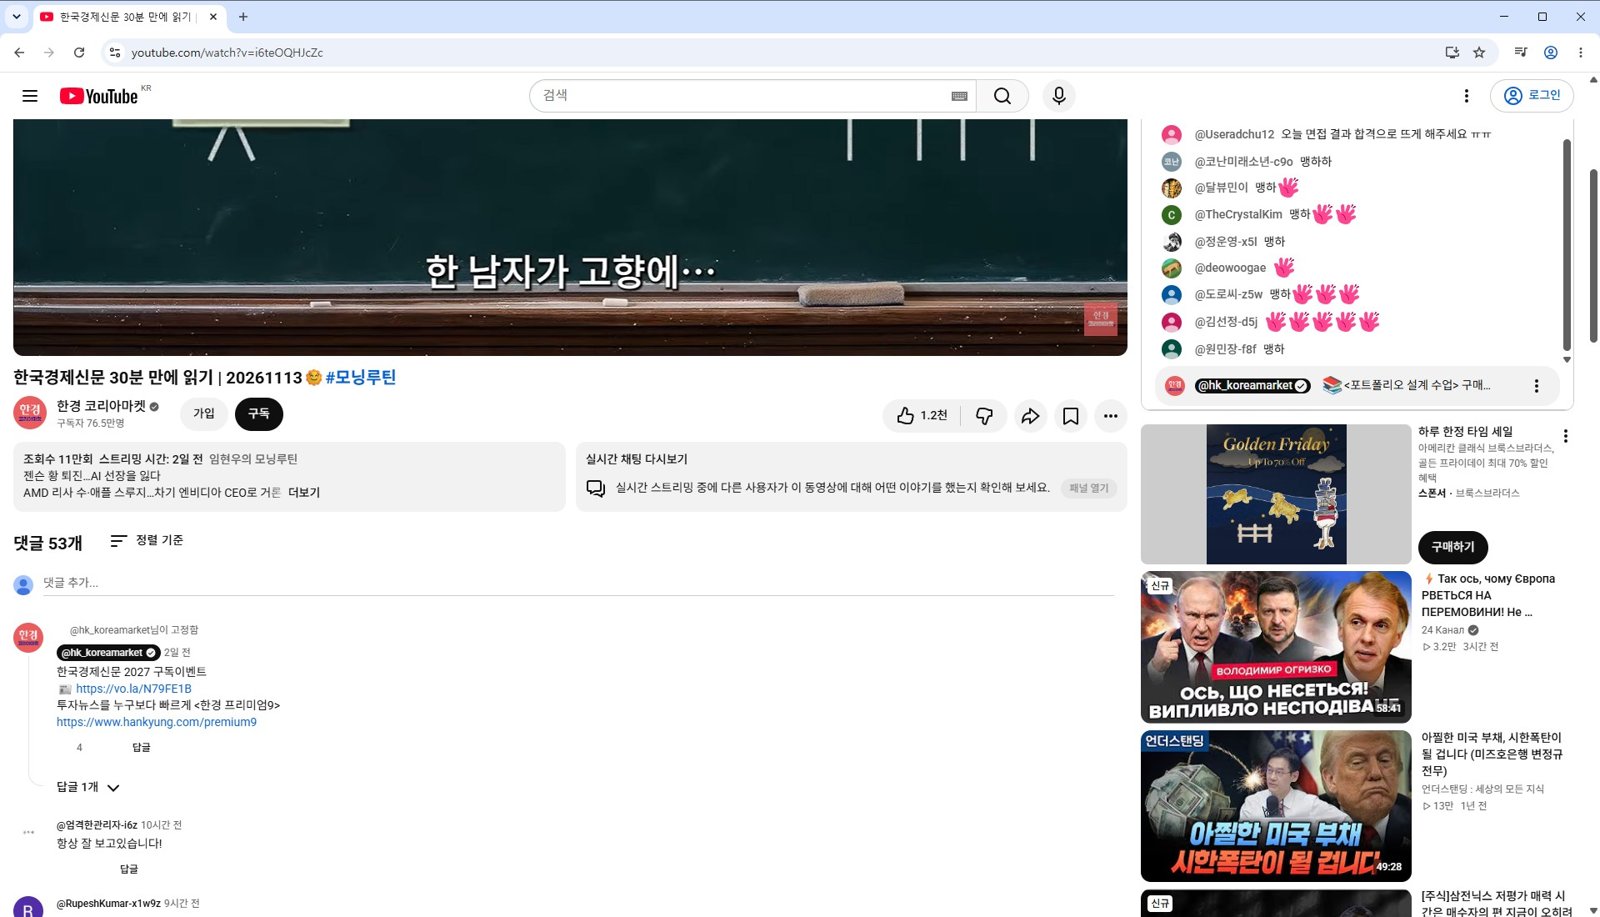 한국경제신문 30분 만에 읽기 |
youtube.com/watch?v=i6teOQHJcZc
YouTube KR
검색
로그인
한 남자가 고향에…
한경
한국경제신문 30분 만에 읽기 | 20261113🌞#모닝루틴
한경
한경 코리아마켓
구독자 76.5만명
가입
구독
1.2천
조회수 11만회 스트리밍 시간: 2일 전 임현우의 모닝루틴
젠슨 황 퇴진…AI 선장을 잃다
AMD 리사 수·애플 스루지…차기 엔비디아 CEO로 거론 더보기
실시간 채팅 다시보기
실시간 스트리밍 중에 다른 사용자가 이 동영상에 대해 어떤 이야기를 했는지 확인해 보세요.
패널 열기
댓글 53개
정렬 기준
댓글 추가...
한경
@hk_koreamarket님이 고정함
@hk_koreamarket 2일 전
한국경제신문 2027 구독이벤트
📰 https://vo.la/N79FE1B
투자뉴스를 누구보다 빠르게 <한경 프리미엄9>
https://www.hankyung.com/premium9
4
답글
답글 1개
@엄격한관리자-i6z 10시간 전
항상 잘 보고있습니다!
답글
R
@RupeshKumar-x1w9z 9시간 전
@Useradchu12 오늘 면접 결과 합격으로 뜨게 해주세요 ㅠㅠ
코난 @코난미래소년-c9o 맹하하
@달뷰민이 맹하
C @TheCrystalKim 맹하
@정운영-x5l 맹하
@deowoogae
@도로씨-z5w 맹하
@김선정-d5j
@원민장-f8f 맹하
한경 @hk_koreamarket 📚<포트폴리오 설계 수업> 구매...
Golden Friday
Up To 70% Off
하루 한정 타임 세일
아메리칸 클래식 브룩스브라더스,
골든 프라이데이 최대 70% 할인
혜택
스폰서 · 브룩스브라더스
구매하기
신규
ВОЛОДИМИР ОГРИЗКО
ОСЬ, ЩО НЕСЕТЬСЯ!
ВИПЛИВЛО НЕСПОДІВАНЕ
58:41
⚡ Так ось, чому Європа
РВЕТЬСЯ НА
ПЕРЕМОВИНИ! Не ...
24 Канал
3.2만 3시간 전
언더스탠딩
아찔한 미국 부채
시한폭탄이 될 겁니다
49:28
아찔한 미국 부채, 시한폭탄이
될 겁니다 (미즈호은행 변정규
전무)
언더스탠딩 : 세상의 모든 지식
13만 1년 전
신규
[주식]삼전닉스 저평가 매력 시
간은 매수자의 편 지금이 오히려